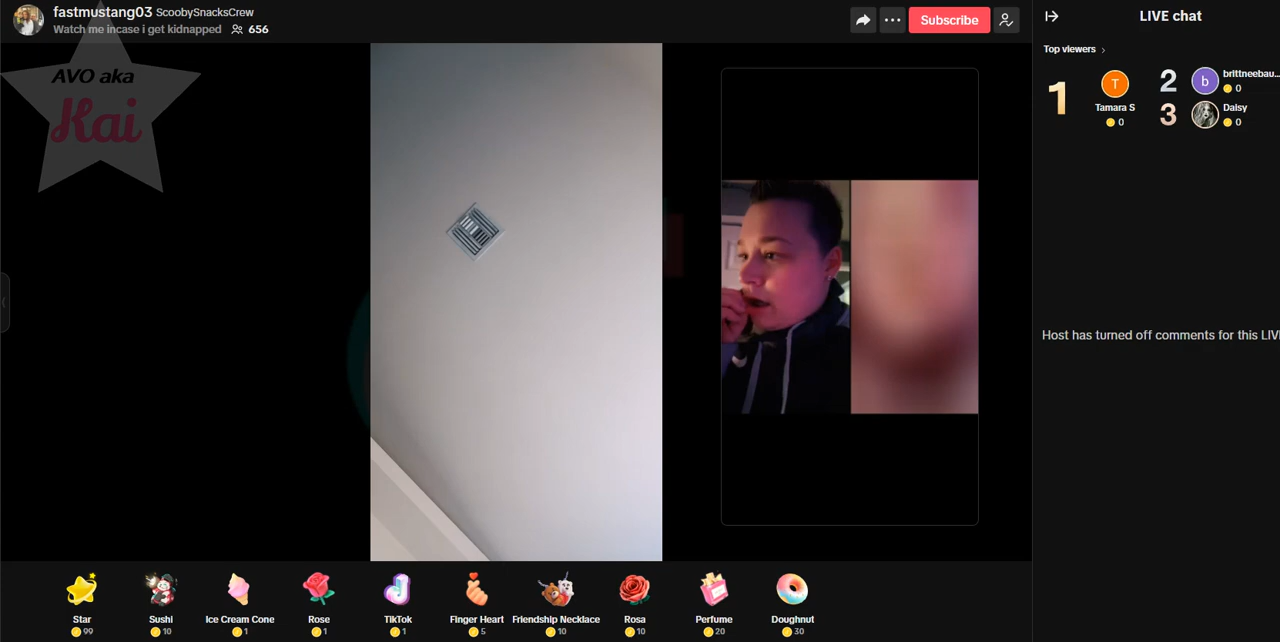 fastmustang03 ScoobySnacksCrew
Watch me incase i get kidnapped 656
Subscribe
AVO aka
Kai
LIVE chat
Top viewers
1
T
Tamara S
0
2
b
brittneebau...
0
3
Daisy
0
Host has turned off comments for this LIV
Star
99
Sushi
10
Ice Cream Cone
1
Rose
1
TikTok
1
Finger Heart
5
Friendship Necklace
10
Rosa
10
Perfume
20
Doughnut
30